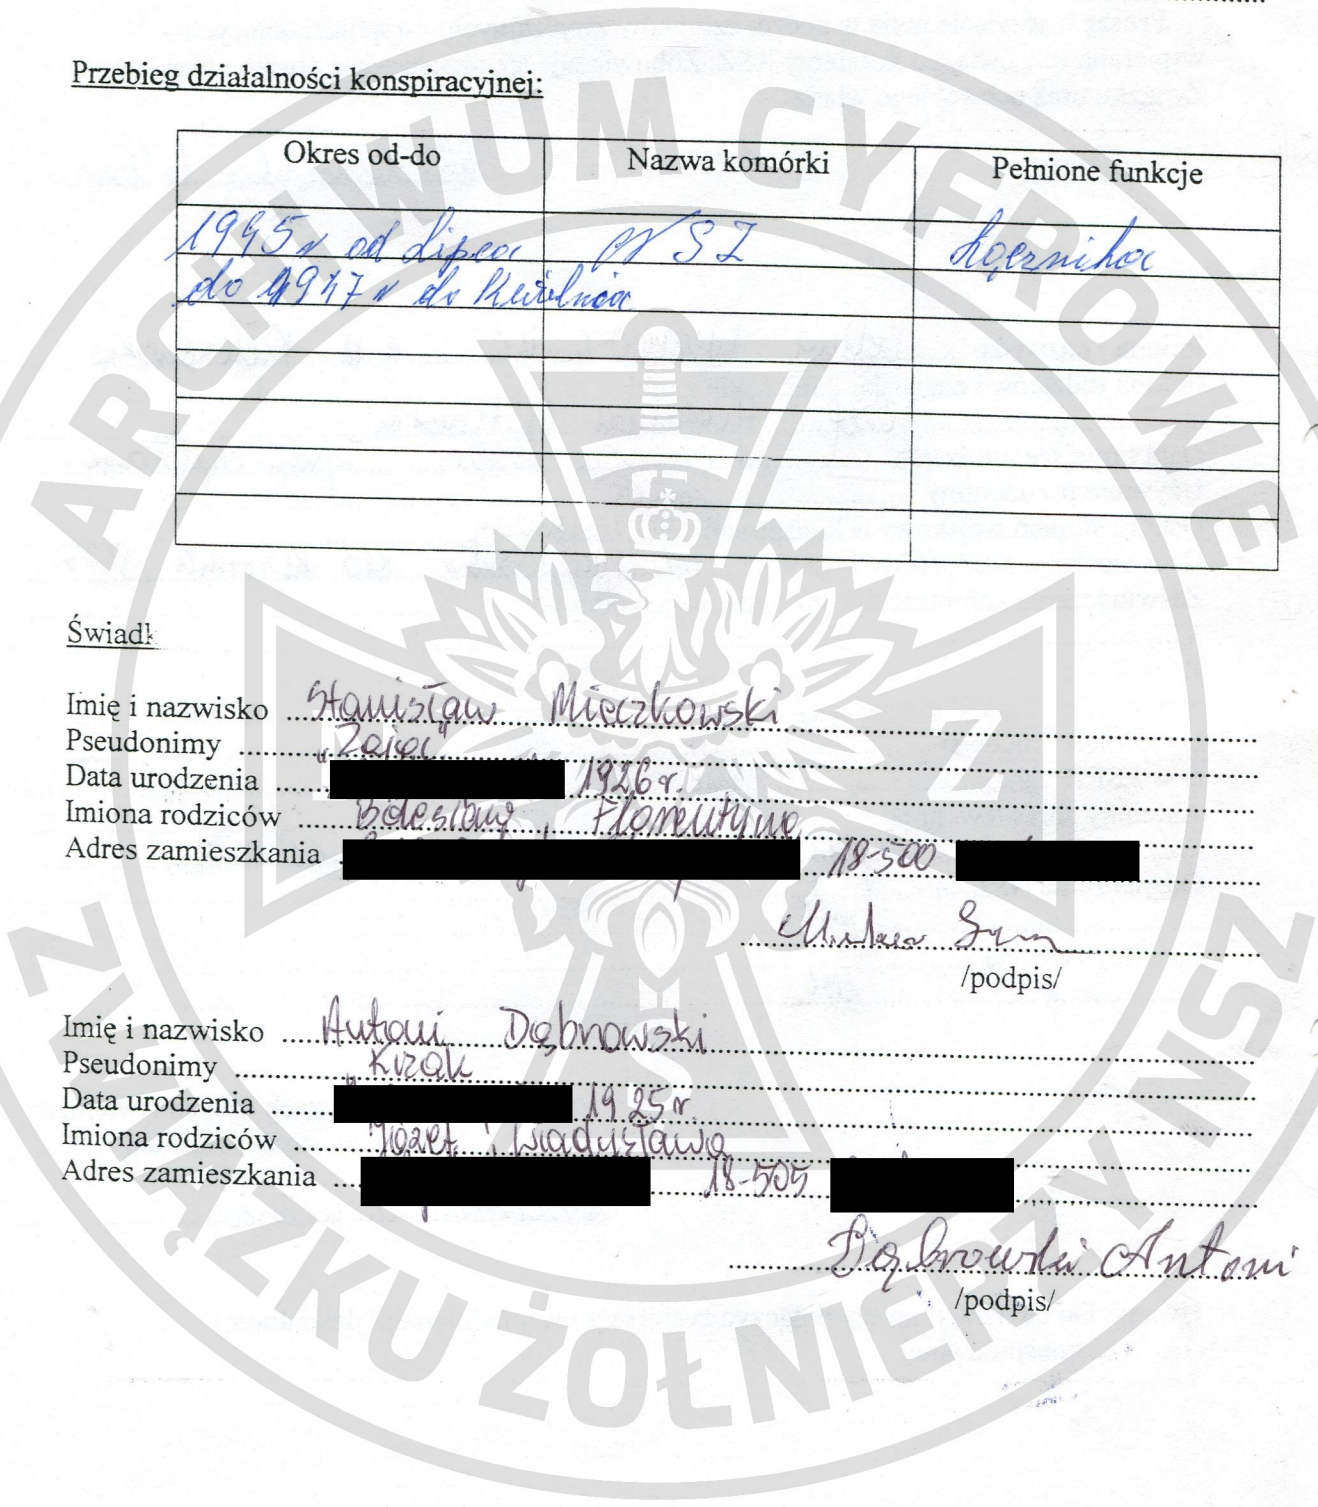 Przebieg działalności konspiracyjnej:
Okres od-do Nazwa komórki Pełnione funkcje
1945 r od Lipca NSZ Łącznika
do 1947 r do Kwietnia
Świadk
Imię i nazwisko Stanisław Mieczkowski
Pseudonimy „Zając"
Data urodzenia 1926 r.
Imiona rodziców Bolesław, Florentyna
Adres zamieszkania 18-500
/podpis/
Imię i nazwisko Antoni Dąbrowski
Pseudonimy „Krzak
Data urodzenia 1925 r.
Imiona rodziców Józef, Władysława
Adres zamieszkania 18-505
Dąbrowski Antoni
/podpis/
ARCHIWUM CYFROWE
ZWIĄZKU ŻOŁNIERZY NSZ
N S Z